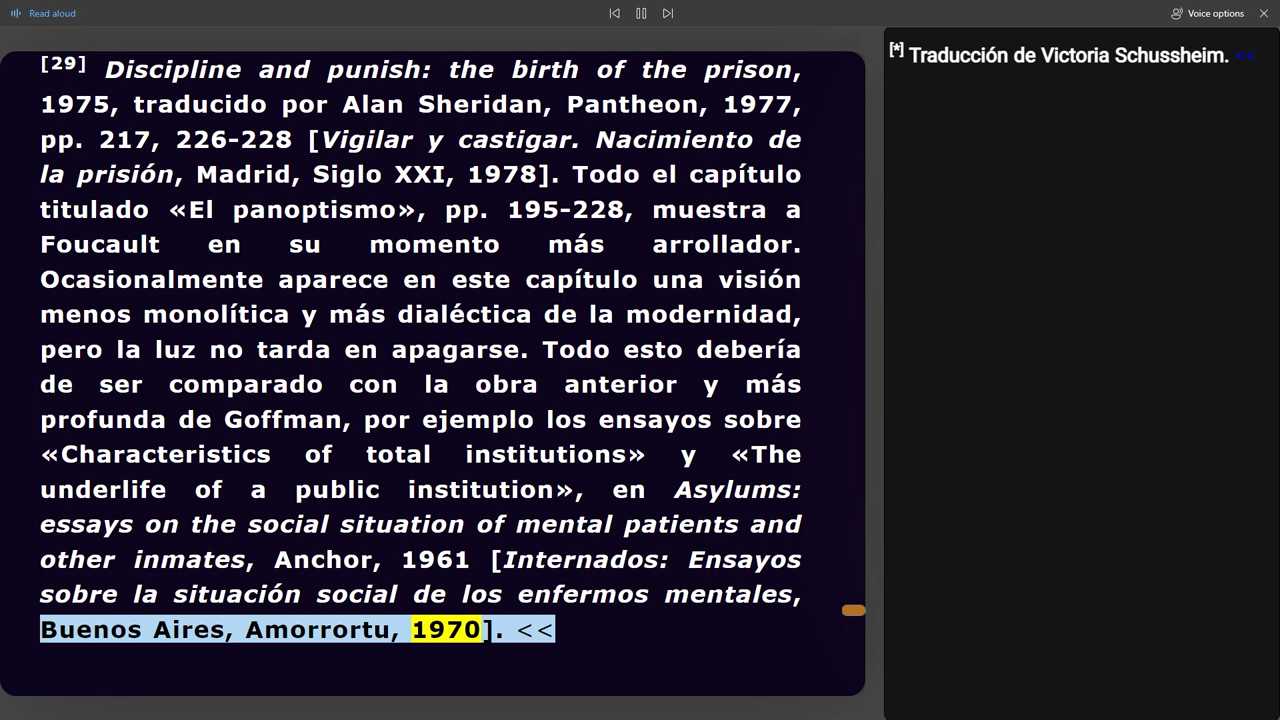 Read aloud
Voice options
[29] Discipline and punish: the birth of the prison,
1975, traducido por Alan Sheridan, Pantheon, 1977,
pp. 217, 226-228 [Vigilar y castigar. Nacimiento de
la prisión, Madrid, Siglo XXI, 1978]. Todo el capítulo
titulado «El panoptismo», pp. 195-228, muestra a
Foucault en su momento más arrollador.
Ocasionalmente aparece en este capítulo una visión
menos monolítica y más dialéctica de la modernidad,
pero la luz no tarda en apagarse. Todo esto debería
de ser comparado con la obra anterior y más
profunda de Goffman, por ejemplo los ensayos sobre
«Characteristics of total institutions» y «The
underlife of a public institution», en Asylums:
essays on the social situation of mental patients and
other inmates, Anchor, 1961 [Internados: Ensayos
sobre la situación social de los enfermos mentales,
Buenos Aires, Amorrortu, 1970]. <<
[*] Traducción de Victoria Schussheim. <<